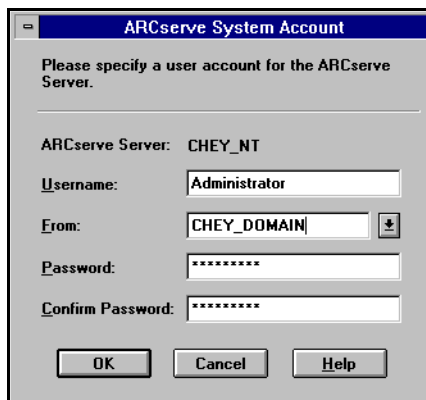 ARCserve System Account
Please specify a user account for the ARCserve
Server.
ARCserve Server: CHEY_NT
Username: Administrator
From: CHEY_DOMAIN
Password: *********
Confirm Password: *********
OK Cancel Help